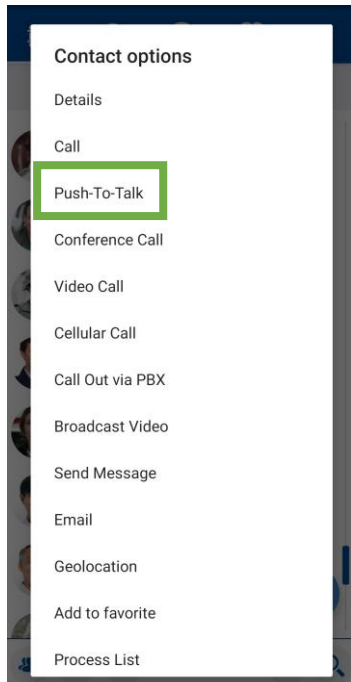 Contact options
Details
Call
Push-To-Talk
Conference Call
Video Call
Cellular Call
Call Out via PBX
Broadcast Video
Send Message
Email
Geolocation
Add to favorite
Process List